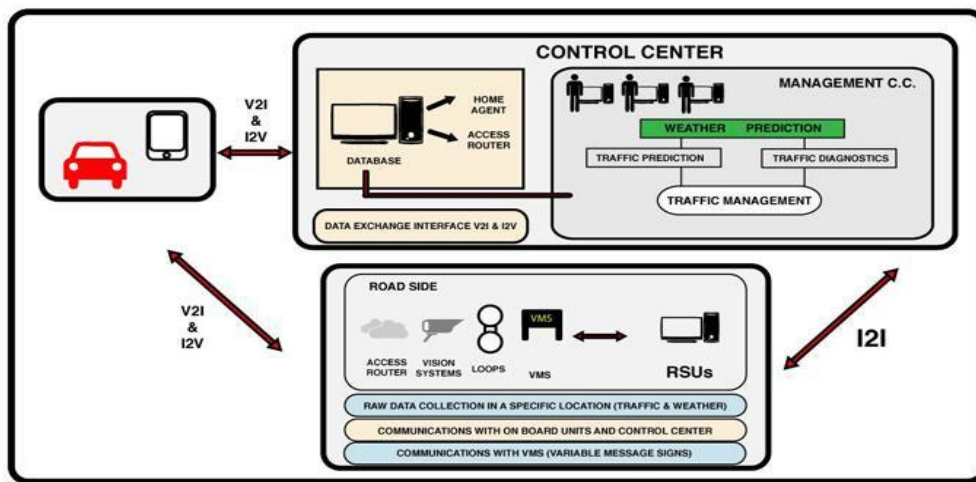 CONTROL CENTER
MANAGEMENT C.C.
V2I
&
I2V
HOME
AGENT
ACCESS
ROUTER
DATABASE
WEATHER PREDICTION
TRAFFIC PREDICTION
TRAFFIC DIAGNOSTICS
TRAFFIC MANAGEMENT
DATA EXCHANGE INTERFACE V2I & I2V
V2I
&
I2V
ROAD SIDE
VMS
ACCESS
ROUTER
VISION
SYSTEMS
LOOPS
VMS
RSUs
I2I
RAW DATA COLLECTION IN A SPECIFIC LOCATION (TRAFFIC & WEATHER)
COMMUNICATIONS WITH ON BOARD UNITS AND CONTROL CENTER
COMMUNICATIONS WITH VMS (VARIABLE MESSAGE SIGNS)